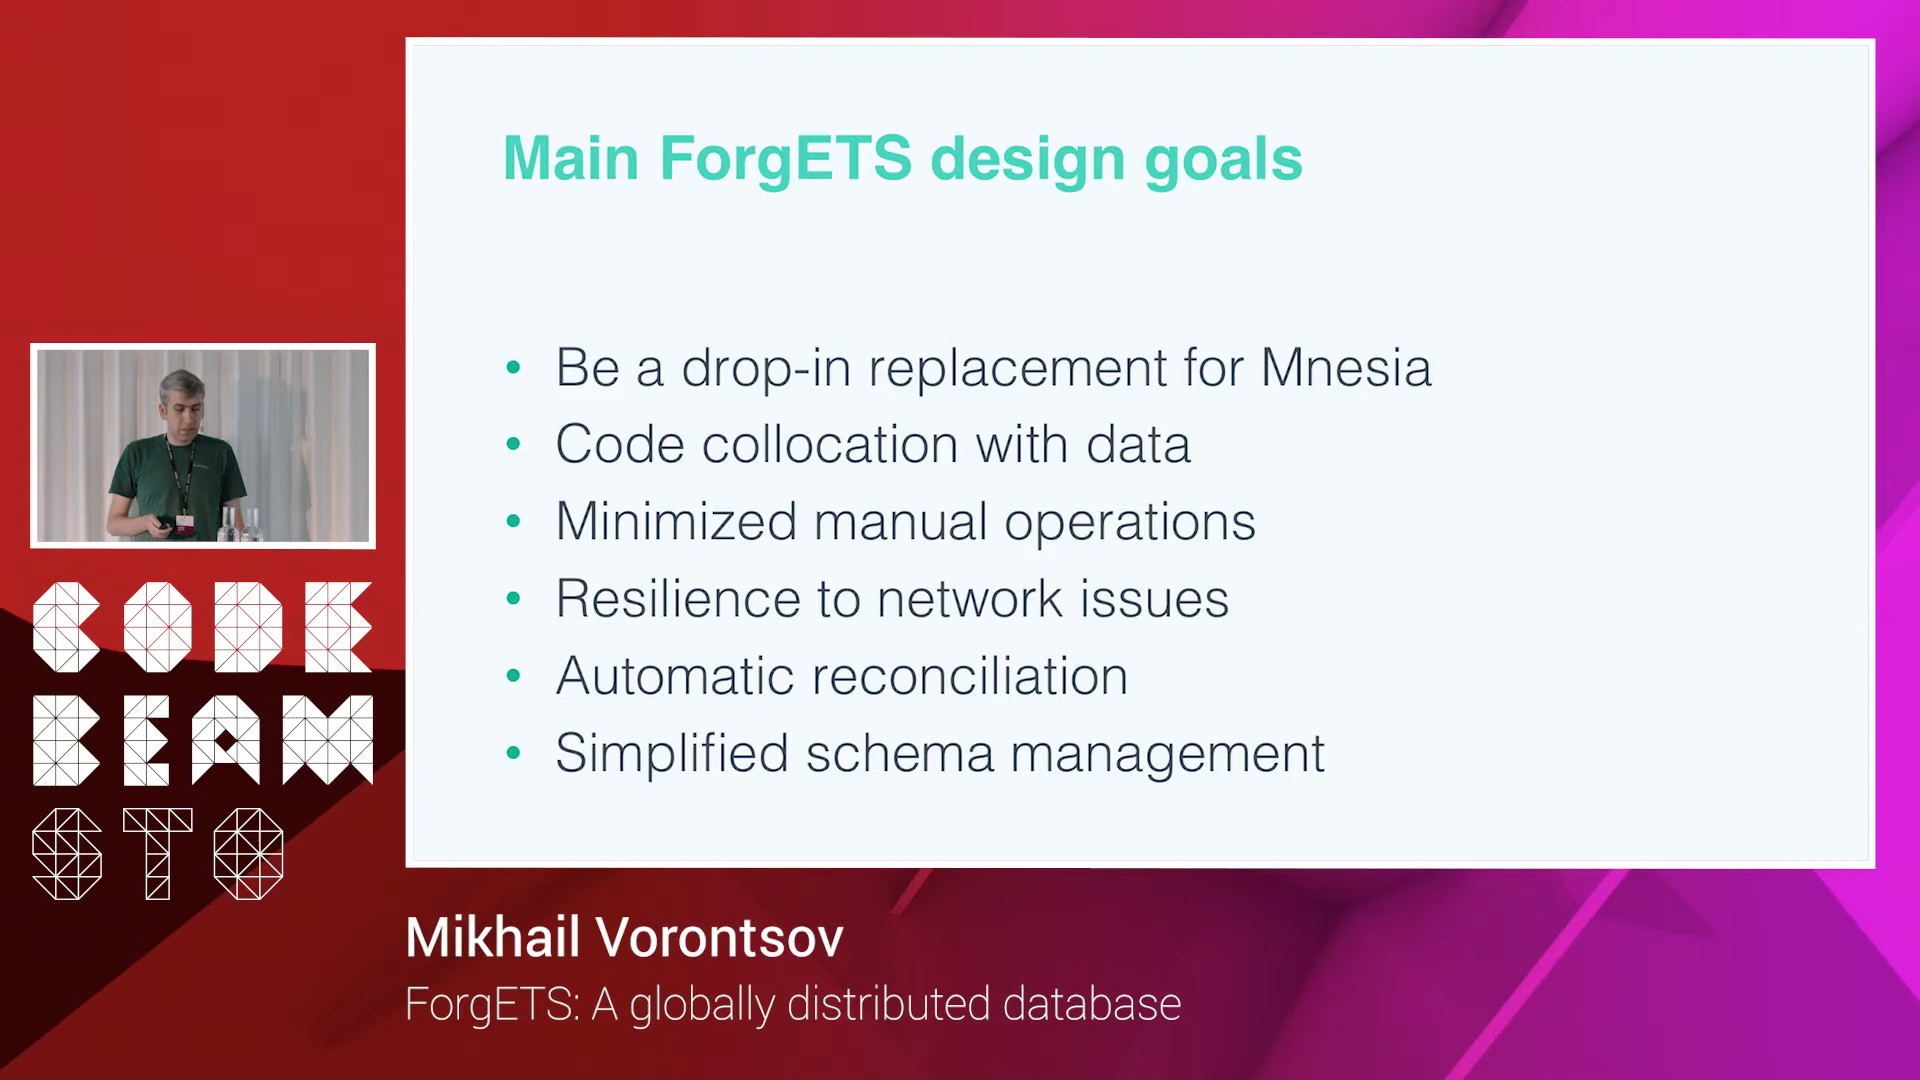 Main ForgETS design goals
• Be a drop-in replacement for Mnesia
• Code collocation with data
• Minimized manual operations
• Resilience to network issues
• Automatic reconciliation
• Simplified schema management
CODE
BEAM
STO
Mikhail Vorontsov
ForgETS: A globally distributed database